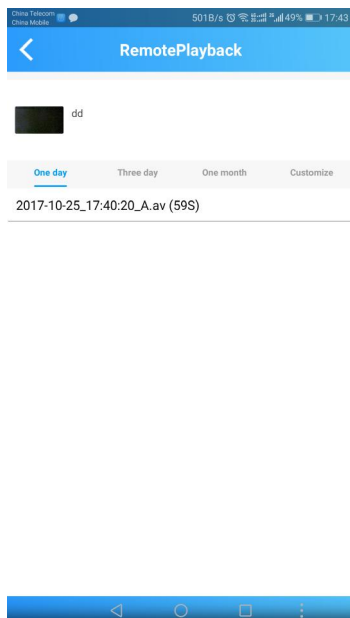 China Telecom
China Mobile
501B/s 49% 17:43
RemotePlayback
dd
One day Three day One month Customize
2017-10-25_17:40:20_A.av (59S)